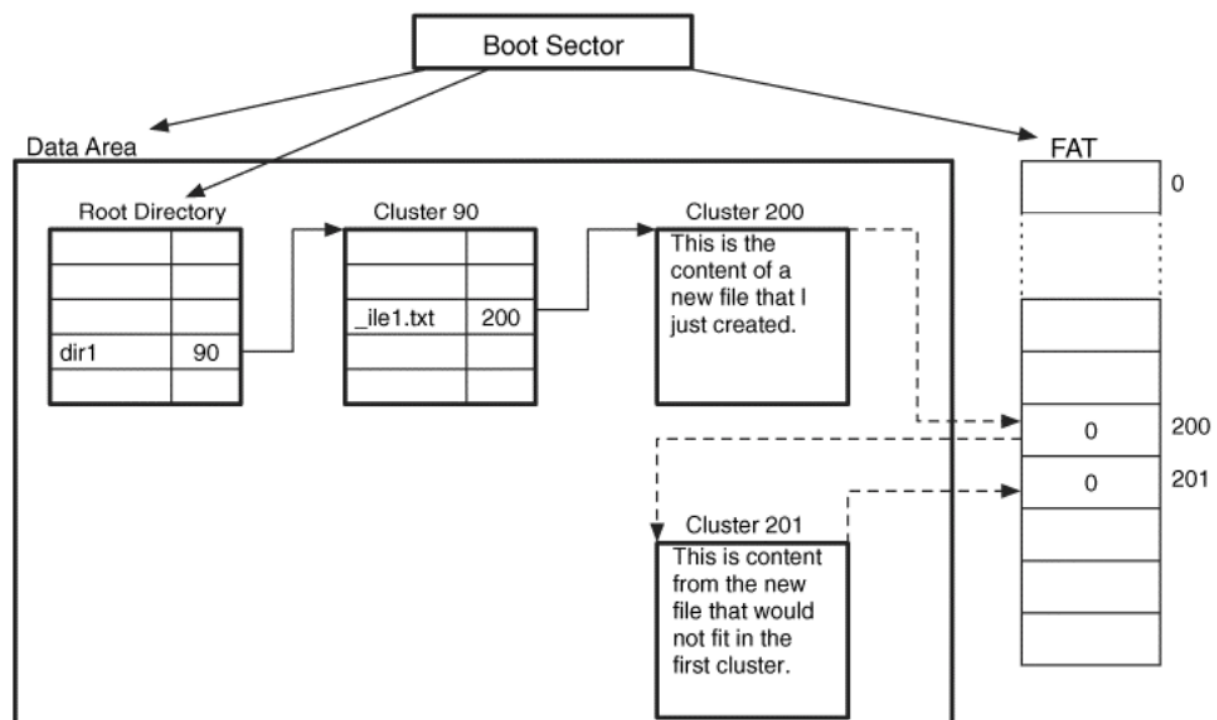 Boot Sector
Data Area
FAT
0
Root Directory
Cluster 90
Cluster 200
This is the
content of a
new file that I
just created.
_ile1.txt 200
dir1 90
0 200
0 201
Cluster 201
This is content
from the new
file that would
not fit in the
first cluster.